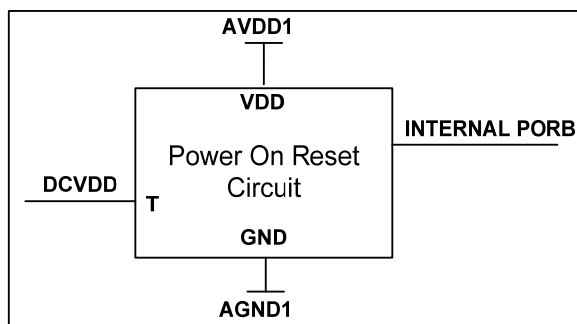 AVDD1
VDD
INTERNAL PORB
Power On Reset
Circuit
DCVDD
T
GND
AGND1